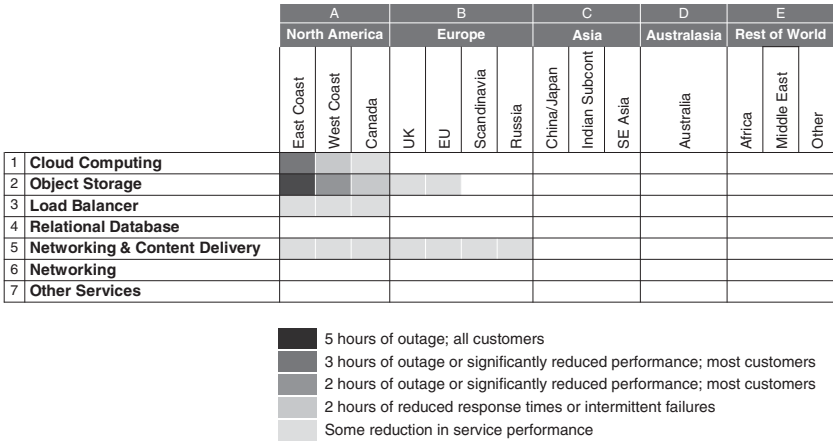 A B C D E
North America Europe Asia Australasia Rest of World
East Coast
West Coast
Canada
UK
EU
Scandinavia
Russia
China/Japan
Indian Subcont
SE Asia
Australia
Africa
Middle East
Other
1 Cloud Computing
2 Object Storage
3 Load Balancer
4 Relational Database
5 Networking & Content Delivery
6 Networking
7 Other Services
5 hours of outage; all customers
3 hours of outage or significantly reduced performance; most customers
2 hours of outage or significantly reduced performance; most customers
2 hours of reduced response times or intermittent failures
Some reduction in service performance